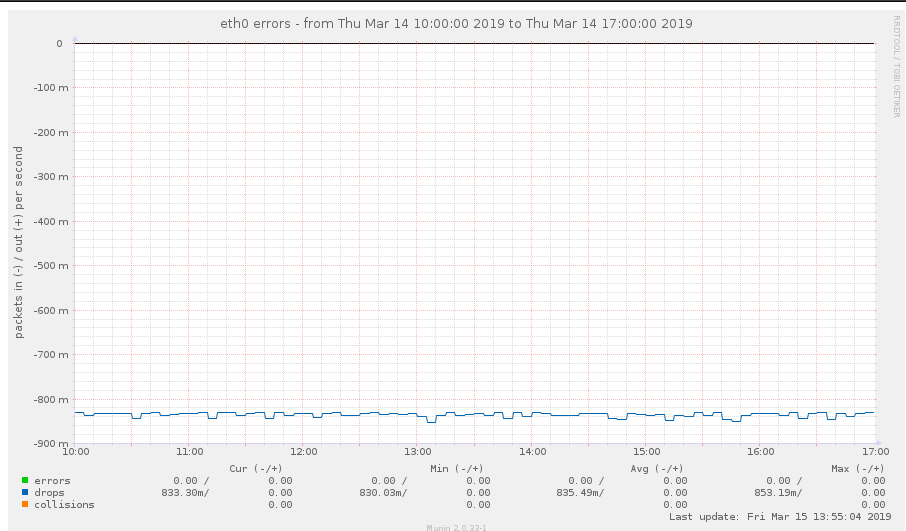 eth0 errors - from Thu Mar 14 10:00:00 2019 to Thu Mar 14 17:00:00 2019
RRDTOOL / TOBI OETIKER
packets in (-) / out (+) per second
0
-100 m
-200 m
-300 m
-400 m
-500 m
-600 m
-700 m
-800 m
-900 m
10:00 11:00 12:00 13:00 14:00 15:00 16:00 17:00
Cur (-/+) Min (-/+) Avg (-/+) Max (-/+)
errors 0.00 / 0.00 0.00 / 0.00 0.00 / 0.00 0.00 / 0.00
drops 833.30m/ 0.00 830.03m/ 0.00 835.49m/ 0.00 853.19m/ 0.00
collisions 0.00 0.00 0.00 0.00
Last update: Fri Mar 15 13:55:04 2019
Munin 2.0.33-1